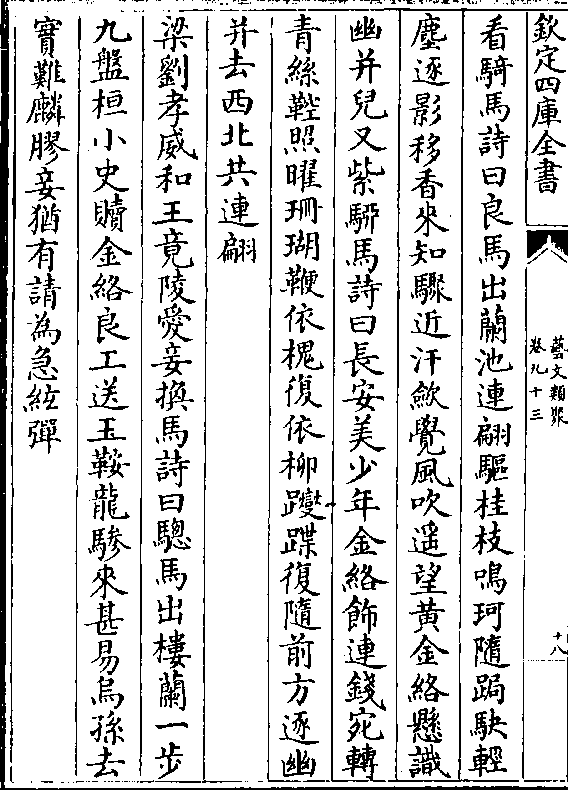 欽定四庫全書
藝文類聚
卷九十三
十八
看騎馬詩曰良馬出蘭池連翩驅桂枝鳴珂隨跼駃輕
塵逐影移香來知驟近汗歛覺風吹遥望黄金絡懸識
幽并兒又紫騮馬詩曰長安美少年金絡飾連錢宛轉
青絲鞚照曜珊瑚鞭依槐復依柳躞蹀復隨前方逐幽
并去西北共連翩
梁劉孝威和王竟陵愛妾換馬詩曰驄馬出樓蘭一步
九盤桓小史贖金絡良工送玉鞍龍驂來甚易烏孫去
實難麟膠妾猶有請為急絃彈